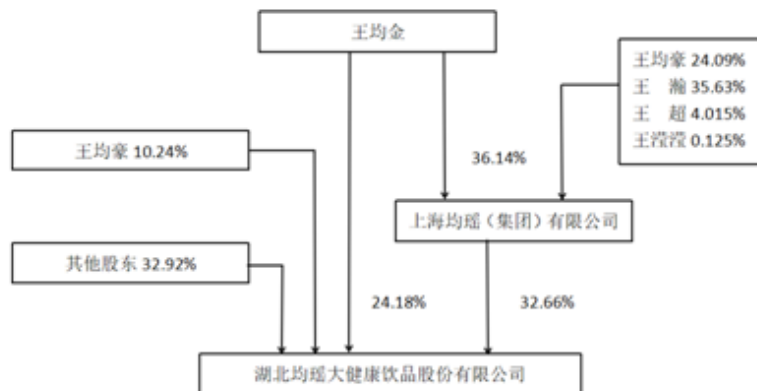 王均金
王均豪 24.09%
王 瀚 35.63%
王 超 4.015%
王滢滢 0.125%
王均豪 10.24%
36.14%
上海均瑶（集团）有限公司
其他股东 32.92%
24.18%
32.66%
湖北均瑶大健康饮品股份有限公司